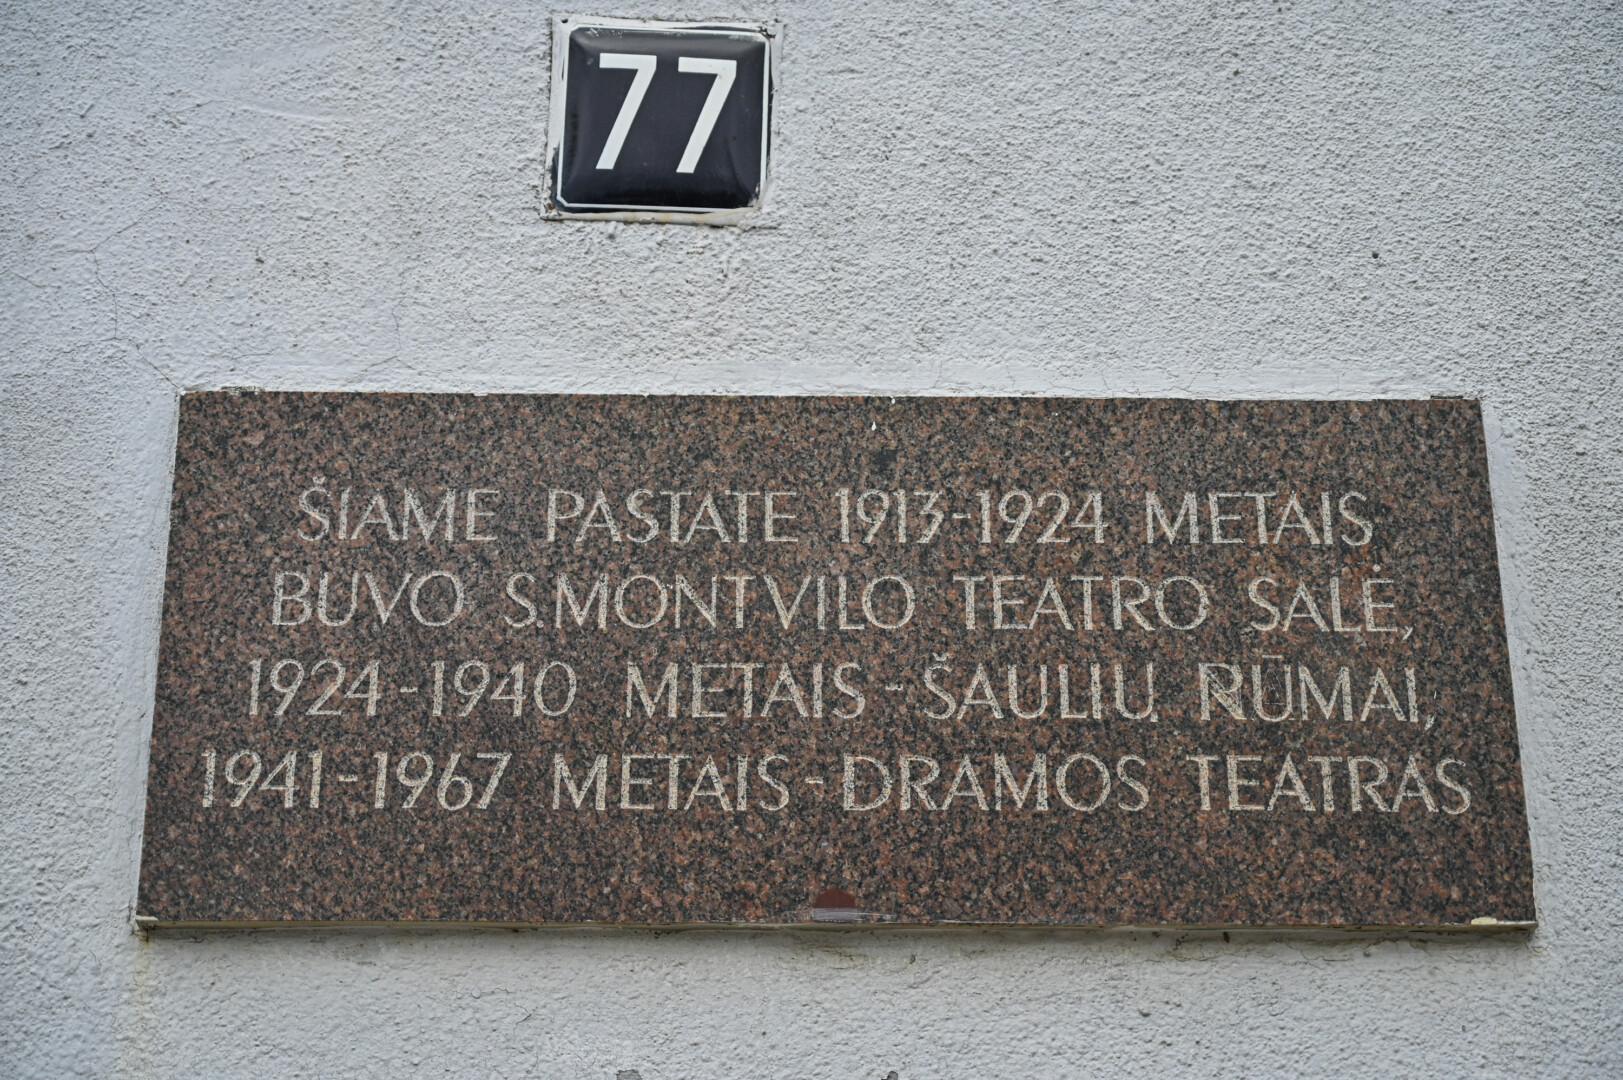 77
ŠIAME PASTATE 1913-1924 METAIS
BUVO S.MONTVILO TEATRO SALĖ,
1924-1940 METAIS-ŠAULIŲ RŪMAI,
1941-1967 METAIS-DRAMOS TEATRAS